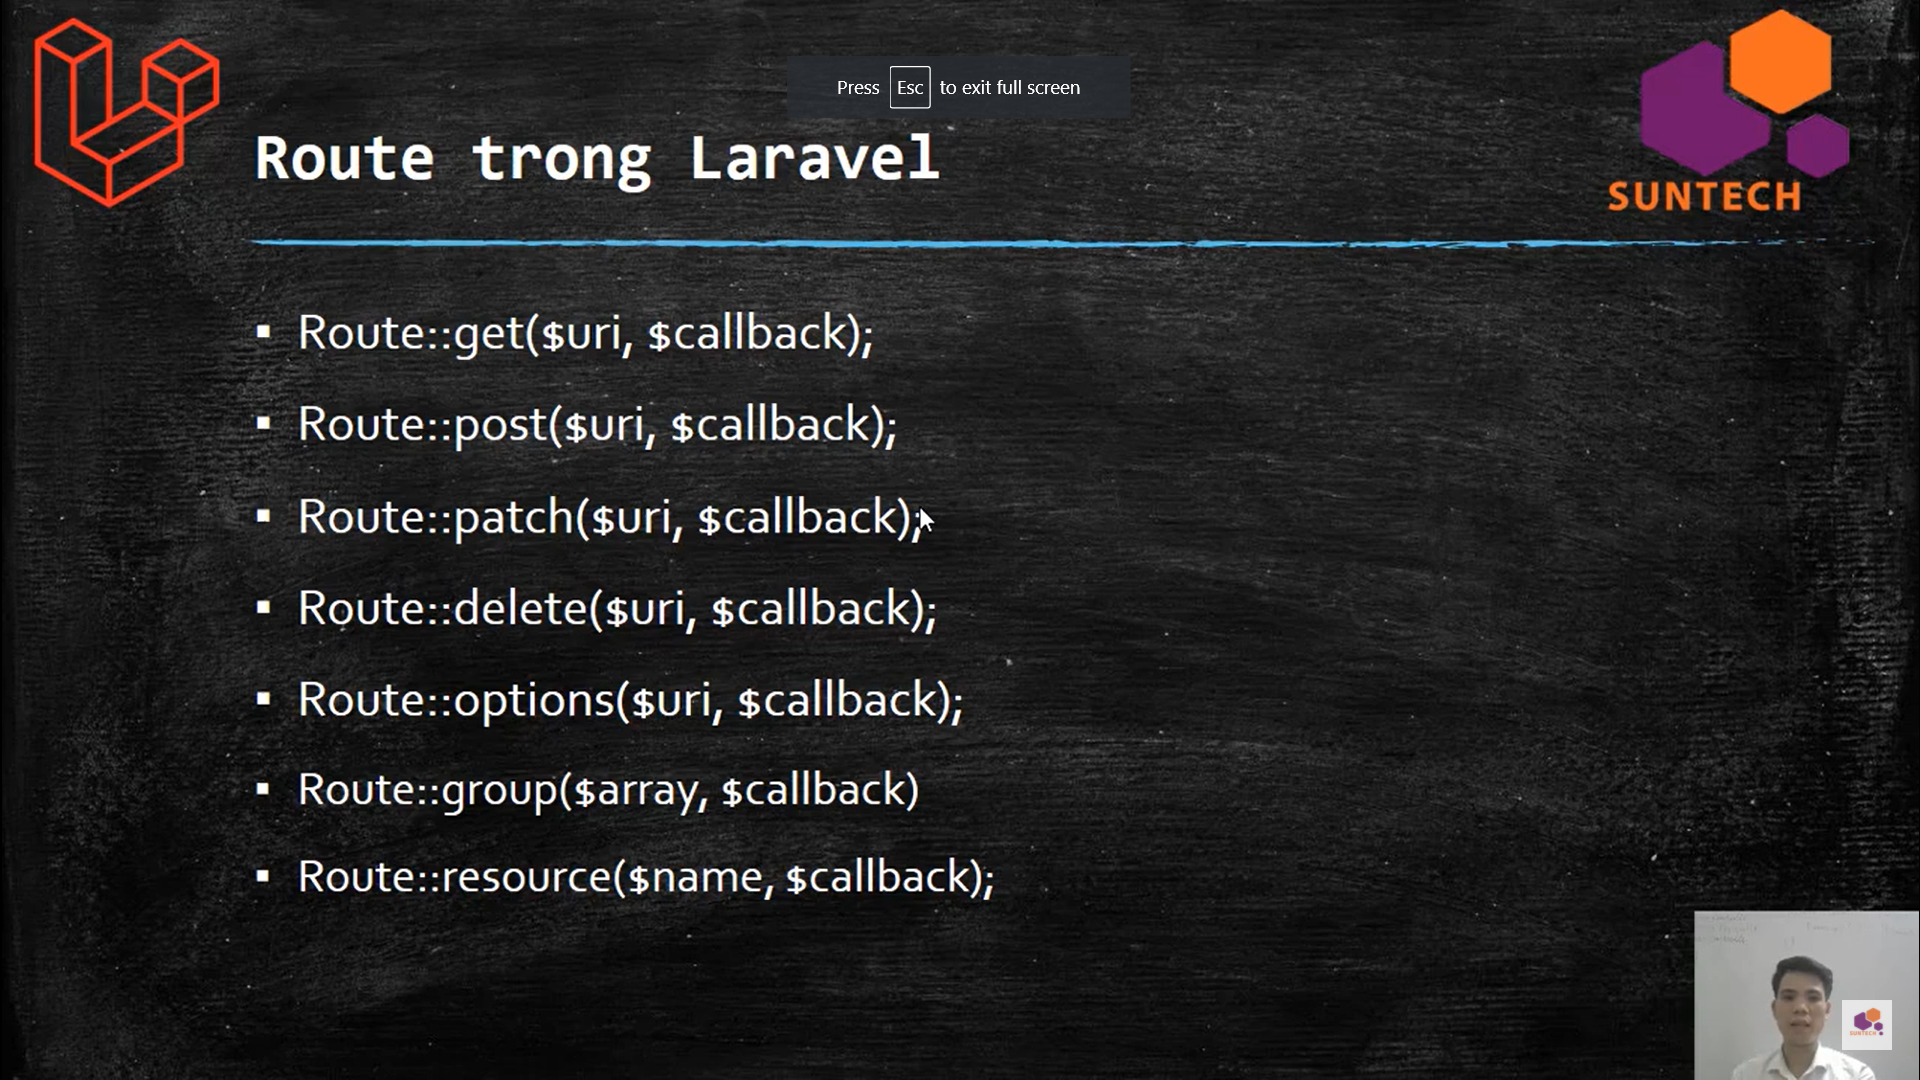 Press Esc to exit full screen
Route trong Laravel
SUNTECH
Route::get($uri, $callback);
Route::post($uri, $callback);
Route::patch($uri, $callback);
Route::delete($uri, $callback);
Route::options($uri, $callback);
Route::group($array, $callback)
Route::resource($name, $callback);
SUNTECH